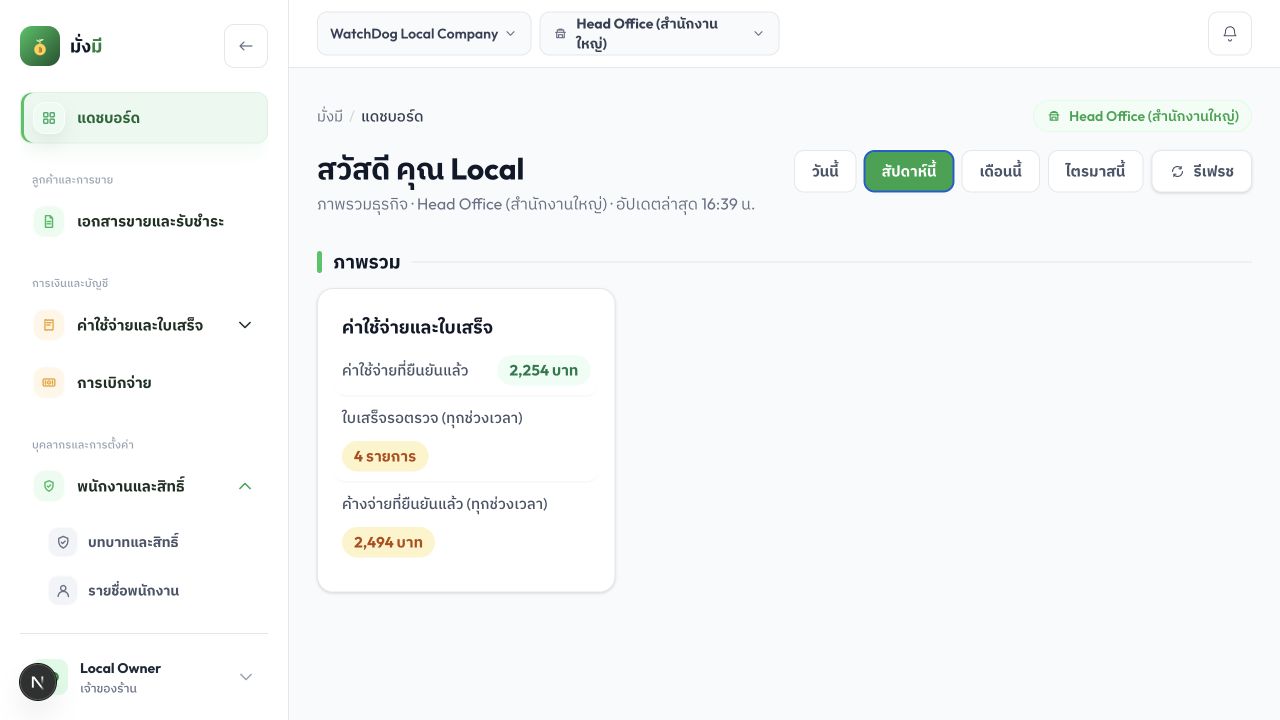 มั่งมี
แดชบอร์ด
ลูกค้าและการขาย
เอกสารขายและรับชำระ
การเงินและบัญชี
ค่าใช้จ่ายและใบเสร็จ
การเบิกจ่าย
บุคลากรและการตั้งค่า
พนักงานและสิทธิ์
บทบาทและสิทธิ์
รายชื่อพนักงาน
N
Local Owner
เจ้าของร้าน
WatchDog Local Company
Head Office (สำนักงาน
ใหญ่)
มั่งมี / แดชบอร์ด
Head Office (สำนักงานใหญ่)
สวัสดี คุณ Local
วันนี้ สัปดาห์นี้ เดือนนี้ ไตรมาสนี้ รีเฟรช
ภาพรวมธุรกิจ · Head Office (สำนักงานใหญ่) · อัปเดตล่าสุด 16:39 น.
ภาพรวม
ค่าใช้จ่ายและใบเสร็จ
ค่าใช้จ่ายที่ยืนยันแล้ว 2,254 บาท
ใบเสร็จรอตรวจ (ทุกช่วงเวลา)
4 รายการ
ค้างจ่ายที่ยืนยันแล้ว (ทุกช่วงเวลา)
2,494 บาท